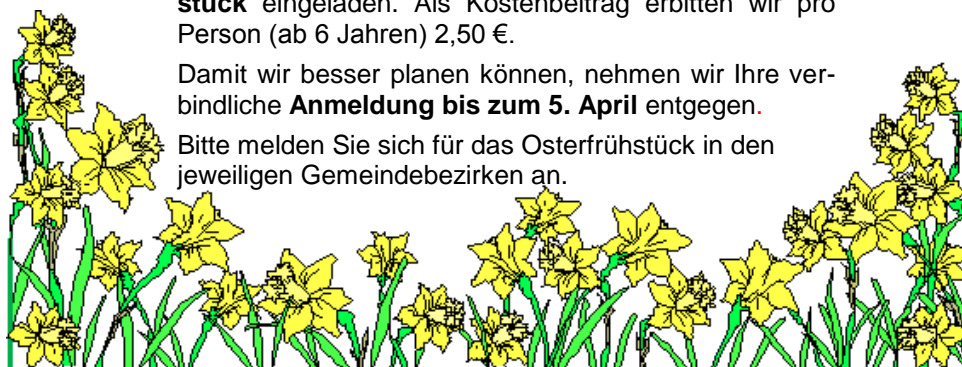 stück eingeladen. Als Kostenbeitrag erbitten wir pro
Person (ab 6 Jahren) 2,50 €.
Damit wir besser planen können, nehmen wir Ihre ver-
bindliche Anmeldung bis zum 5. April entgegen.
Bitte melden Sie sich für das Osterfrühstück in den
jeweiligen Gemeindebezirken an.